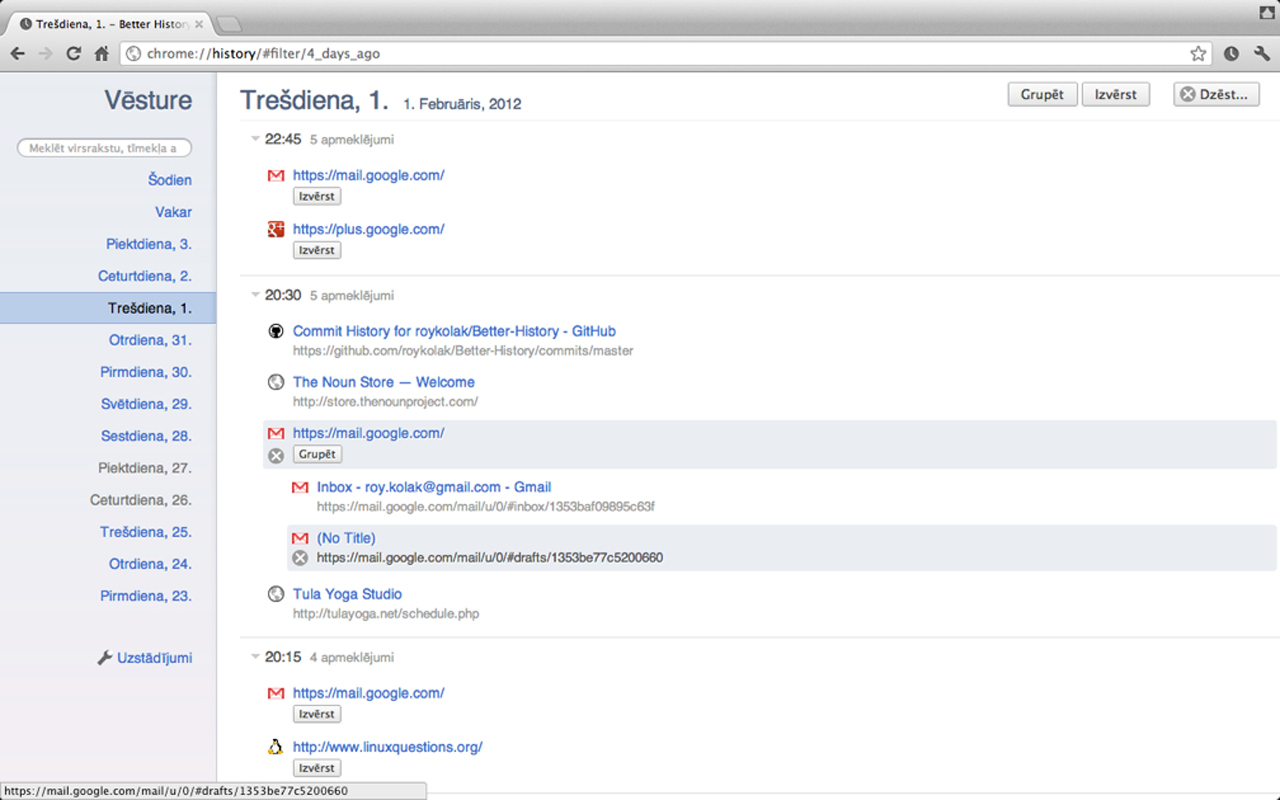 Trešdiena, 1. – Better History
chrome://history/#filter/4_days_ago
Vēsture
Meklēt virsrakstu, tīmekļa a
Šodien
Vakar
Piektdiena, 3.
Ceturtdiena, 2.
Trešdiena, 1.
Otrdiena, 31.
Pirmdiena, 30.
Svētdiena, 29.
Sestdiena, 28.
Piektdiena, 27.
Ceturtdiena, 26.
Trešdiena, 25.
Otrdiena, 24.
Pirmdiena, 23.
Uzstādījumi
Trešdiena, 1. 1. Februāris, 2012
Grupēt Izvērst Dzēst...
22:45 5 apmeklējumi
https://mail.google.com/
Izvērst
https://plus.google.com/
Izvērst
20:30 5 apmeklējumi
Commit History for roykolak/Better-History - GitHub
https://github.com/roykolak/Better-History/commits/master
The Noun Store — Welcome
http://store.thenounproject.com/
https://mail.google.com/
Grupēt
Inbox - roy.kolak@gmail.com - Gmail
https://mail.google.com/mail/u/0/#inbox/1353baf09895c63f
(No Title)
https://mail.google.com/mail/u/0/#drafts/1353be77c5200660
Tula Yoga Studio
http://tulayoga.net/schedule.php
20:15 4 apmeklējumi
https://mail.google.com/
Izvērst
http://www.linuxquestions.org/
Izvērst
https://mail.google.com/mail/u/0/#drafts/1353be77c5200660